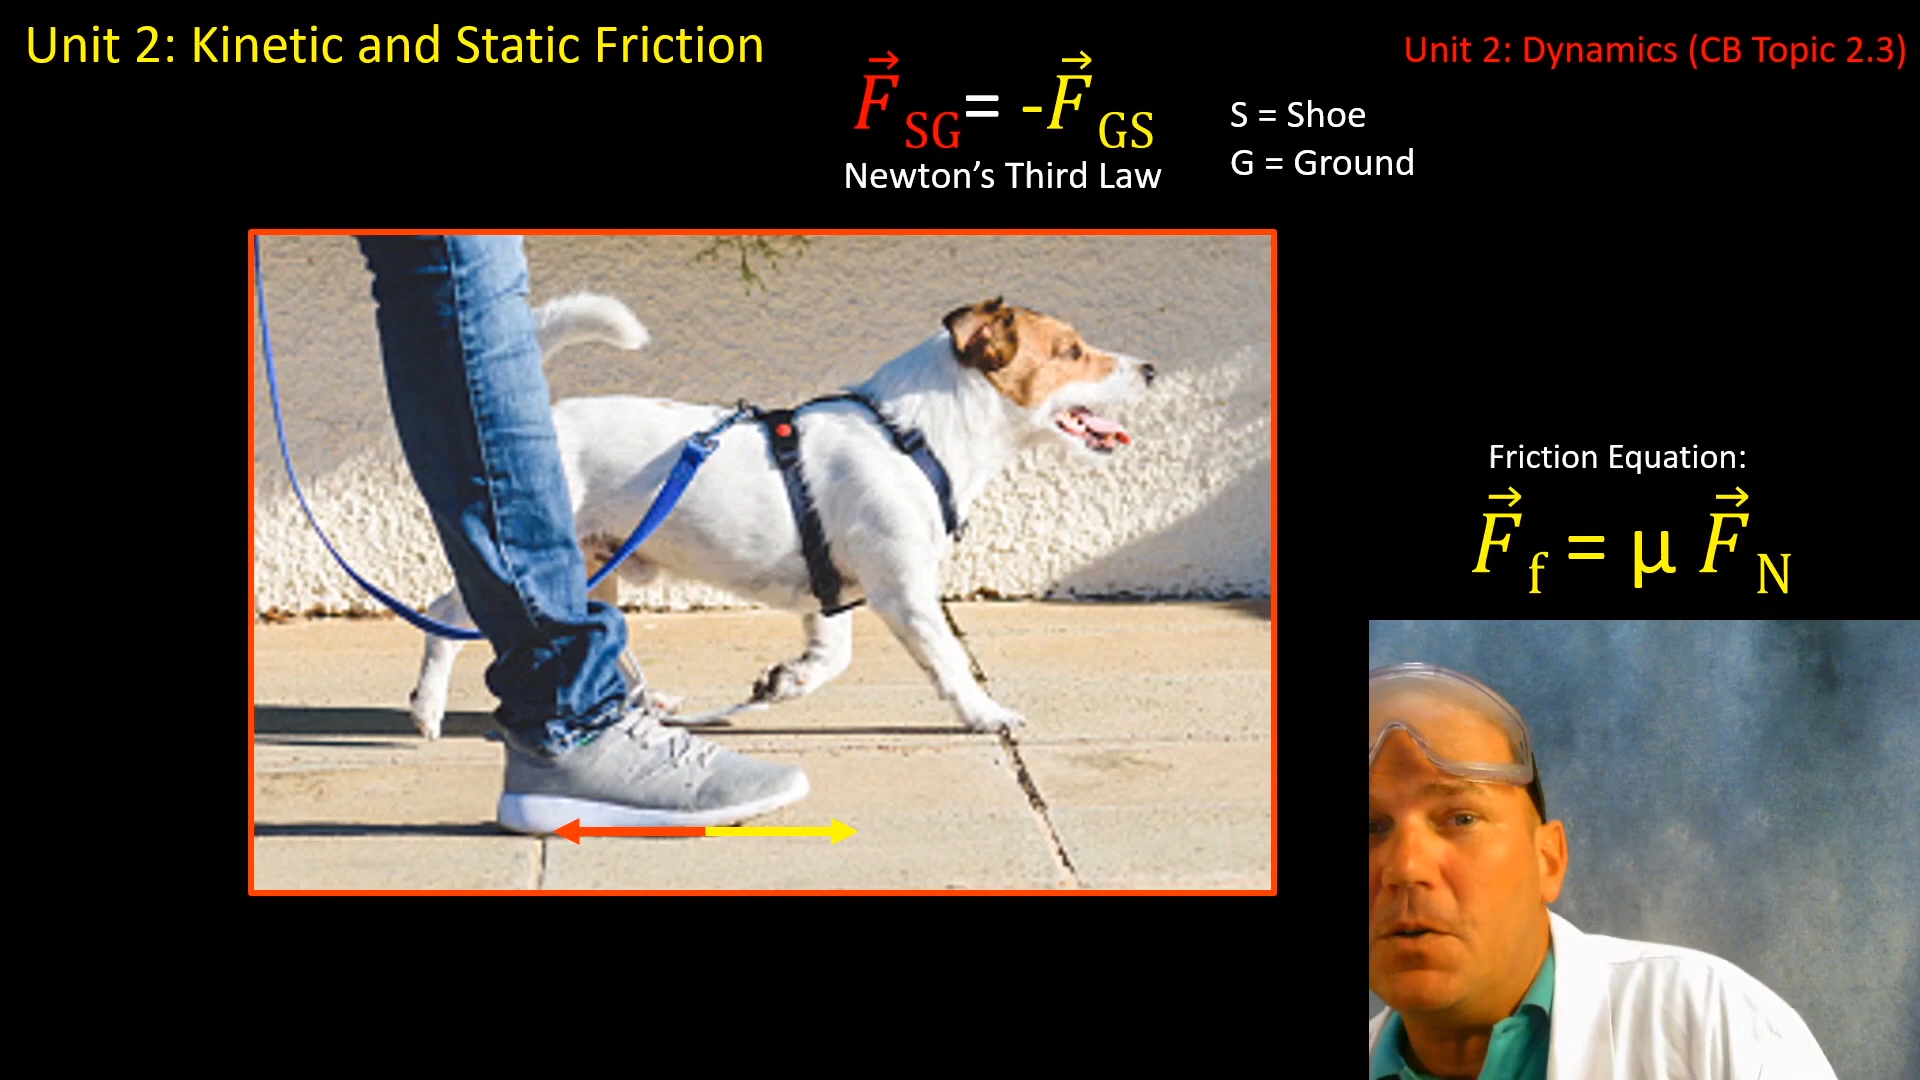 Unit 2: Kinetic and Static Friction
Unit 2: Dynamics (CB Topic 2.3)
F⃗ SG = -F⃗ GS
Newton’s Third Law
S = Shoe
G = Ground
Friction Equation:
F⃗ f = μ F⃗ N